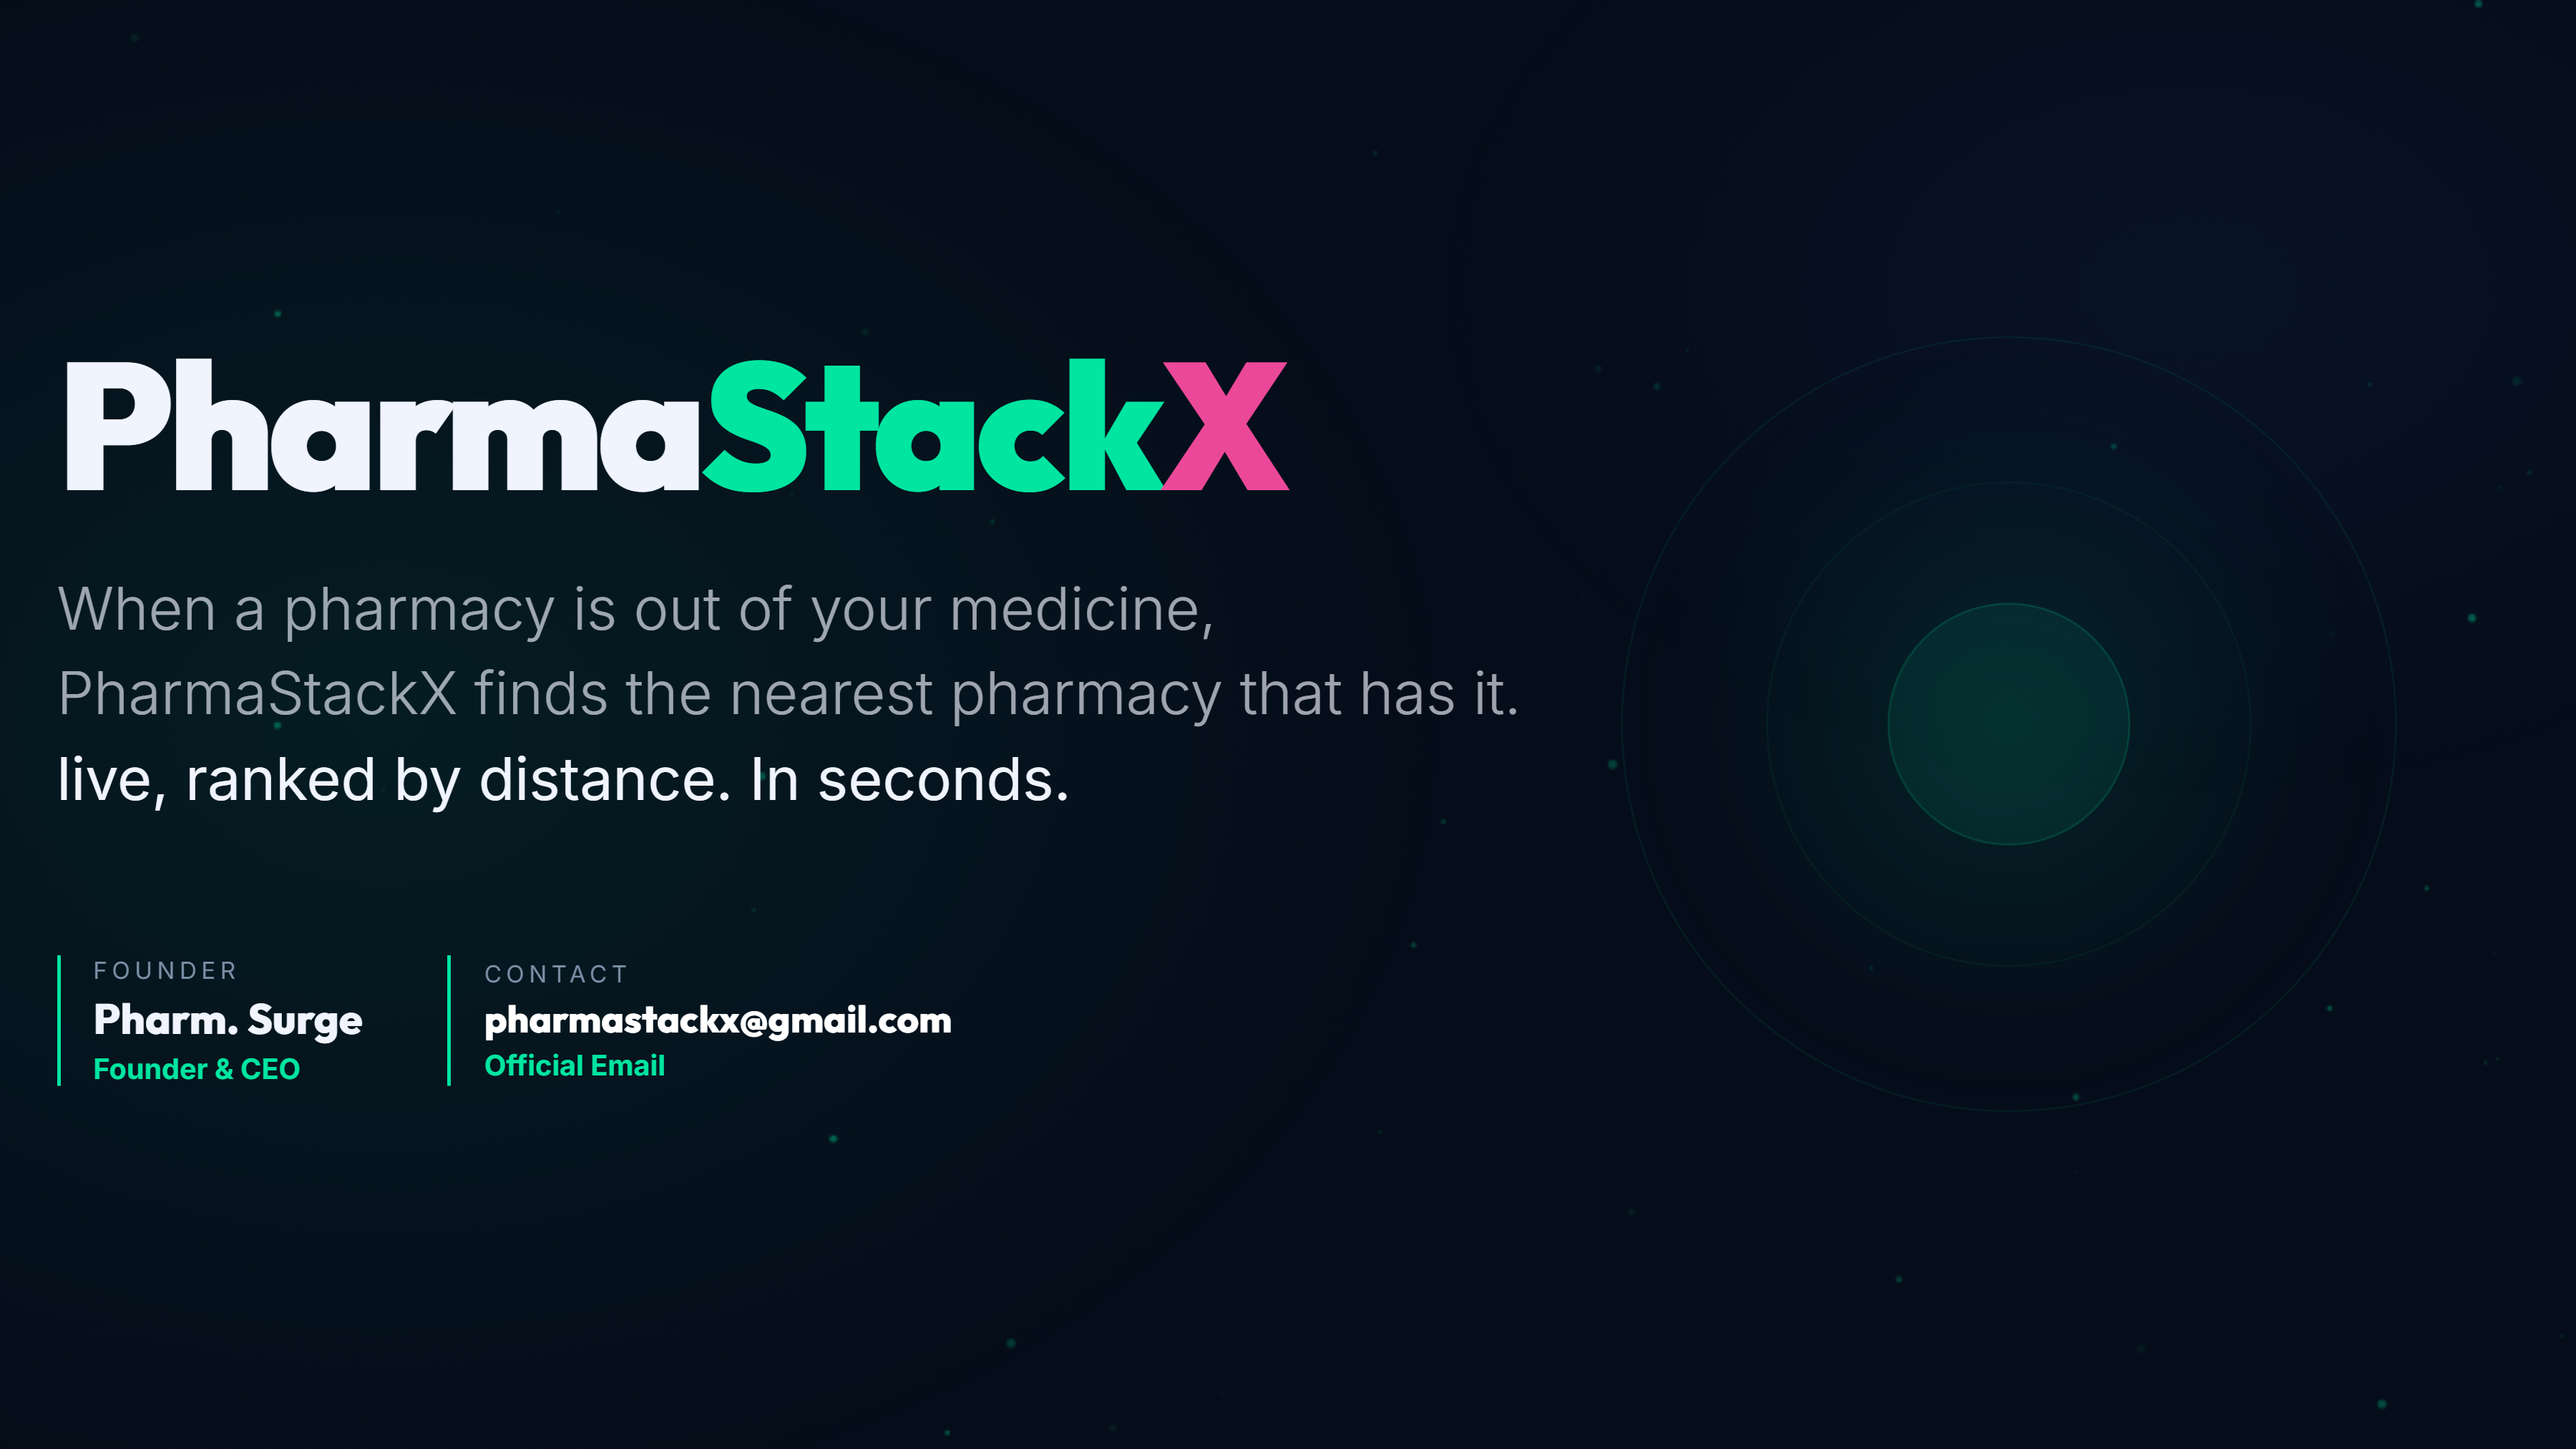 PharmaStackX
When a pharmacy is out of your medicine,
PharmaStackX finds the nearest pharmacy that has it.
live, ranked by distance. In seconds.
FOUNDER
Pharm. Surge
Founder & CEO
CONTACT
pharmastackx@gmail.com
Official Email